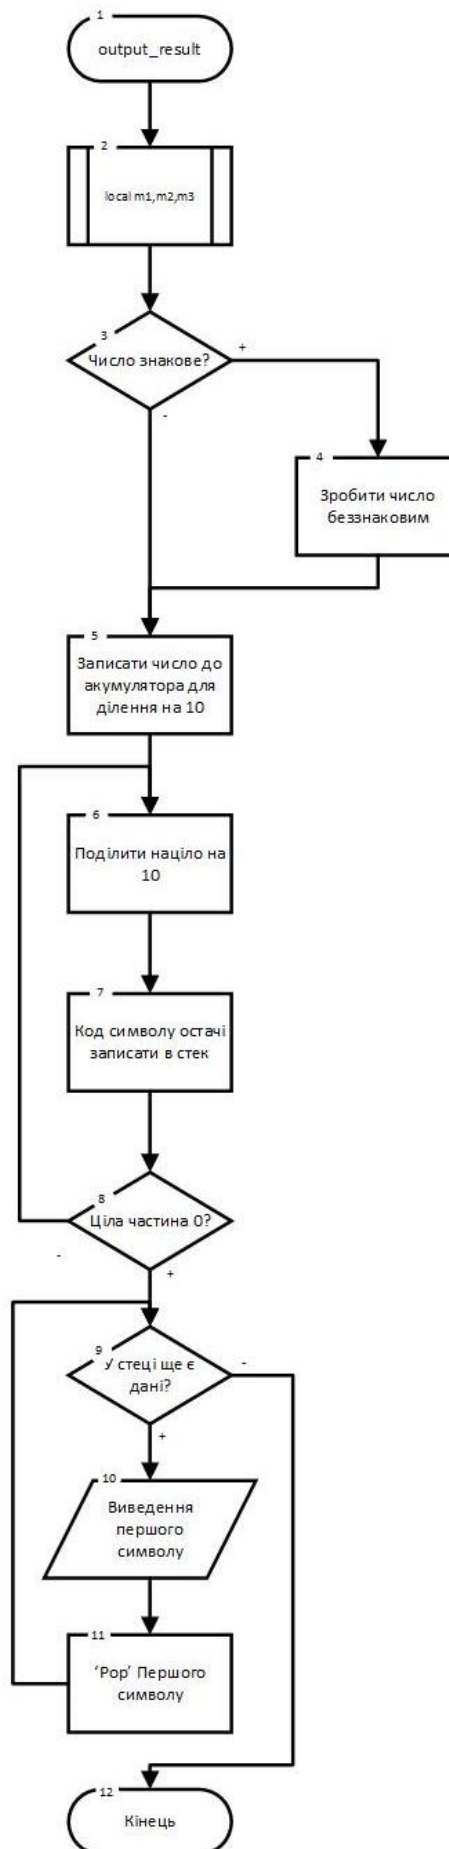 1
output_result
2
local m1,m2,m3
3
Число знакове?
+
-
4
Зробити число
беззнаковим
5
Записати число до
акумулятора для
ділення на 10
6
Поділити націло на
10
7
Код символу остачі
записати в стек
8
Ціла частина 0?
-
+
9
У стеці ще є
дані?
-
+
10
Виведення
першого
символу
11
‘Pop’ Першого
символу
12
Кінець